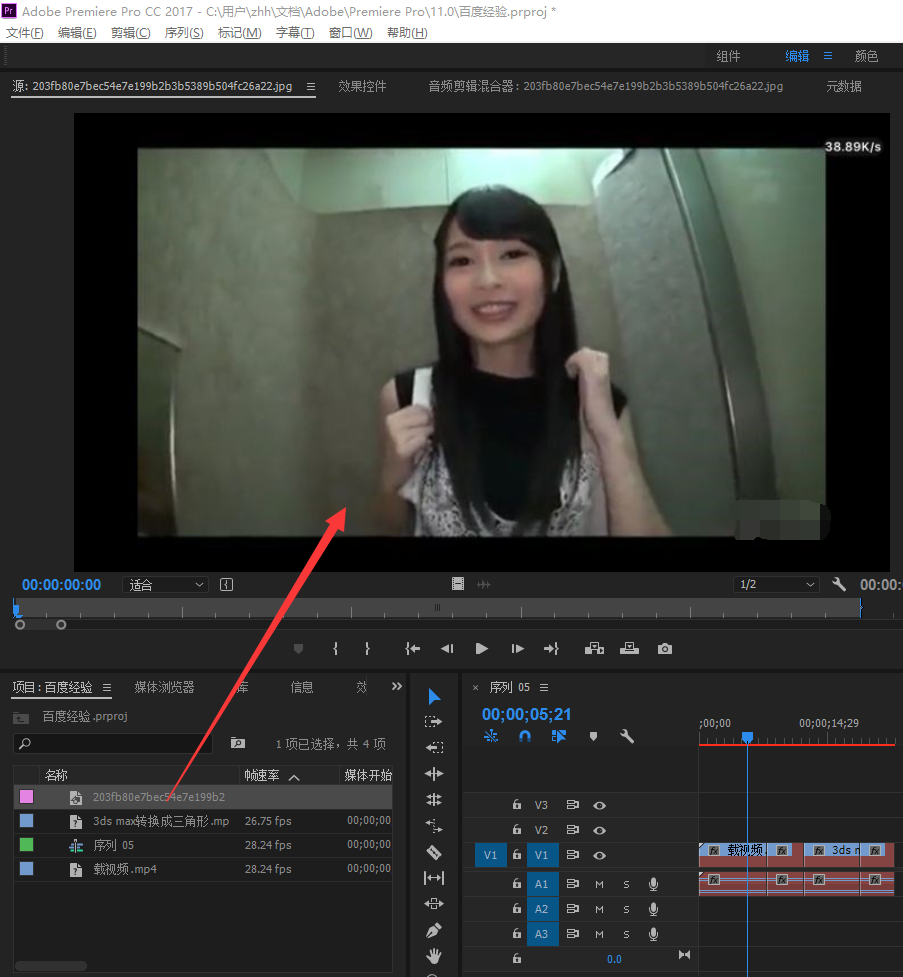 Pr Adobe Premiere Pro CC 2017 - C:\用户\zhh\文档\Adobe\Premiere Pro\11.0\百度经验.prproj *
文件(F) 编辑(E) 剪辑(C) 序列(S) 标记(M) 字幕(T) 窗口(W) 帮助(H)
组件 编辑 颜色
源: 203fb80e7bec54e7e199b2b3b5389b504fc26a22.jpg 效果控件 音频剪辑混合器: 203fb80e7bec54e7e199b2b3b5389b504fc26a22.jpg 元数据
38.89K/s
00:00:00:00 适合 1/2 00:00:
项目: 百度经验 媒体浏览器 库 信息 效
百度经验.prproj
1 项已选择, 共 4 项
名称 帧速率 媒体开始
203fb80e7bec54e7e199b2
3ds max转换成三角形.mp 26.75 fps 00;00;00
序列 05 28.24 fps 00;00;00
载视频.mp4 28.24 fps 00;00;00
× 序列 05
00;00;05;21
;00;00 00;00;14;29
V3
V2
V1 V1 载视频. fx fx fx 3ds m fx
A1 M S fx fx fx fx
A2 M S
A3 M S
0.0